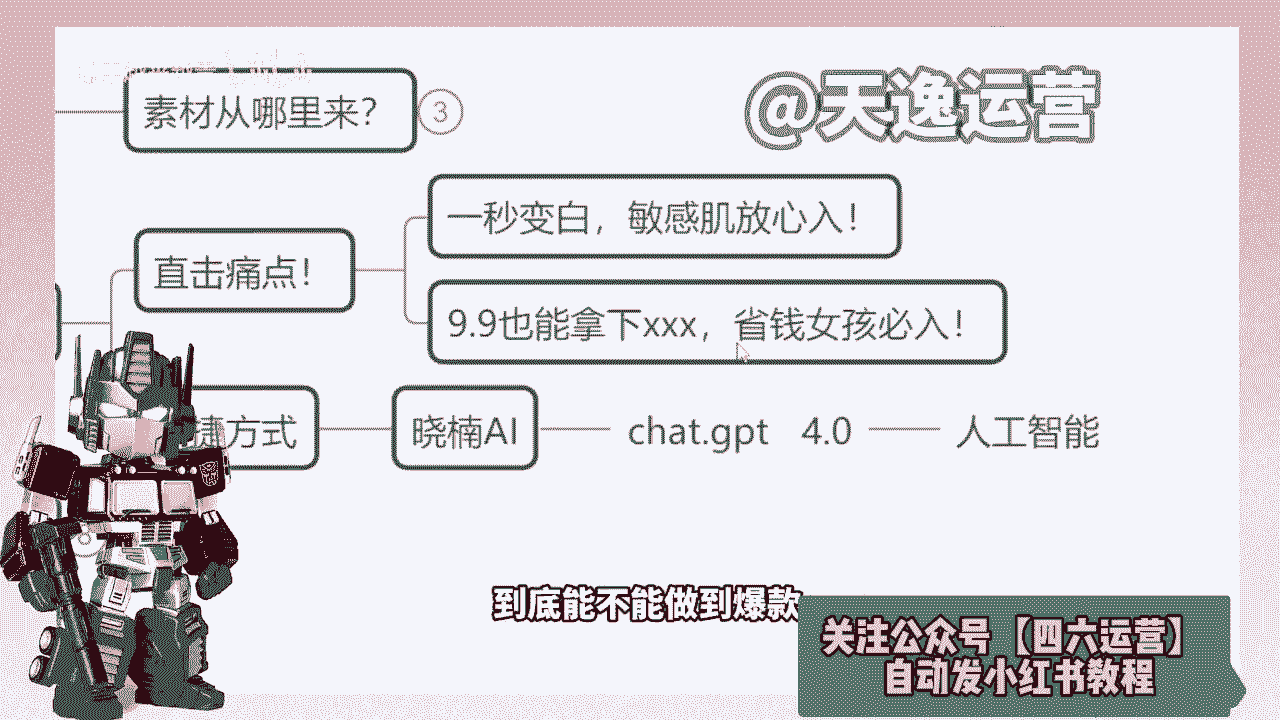 素材从哪里来？
3
@天逸运营
一秒变白，敏感肌放心入！
直击痛点！
9.9也能拿下xxx，省钱女孩必入！
捷方式
晓楠AI
chat.gpt 4.0
人工智能
到底能不能做到爆款
关注公众号【四六运营】
自动发小红书教程